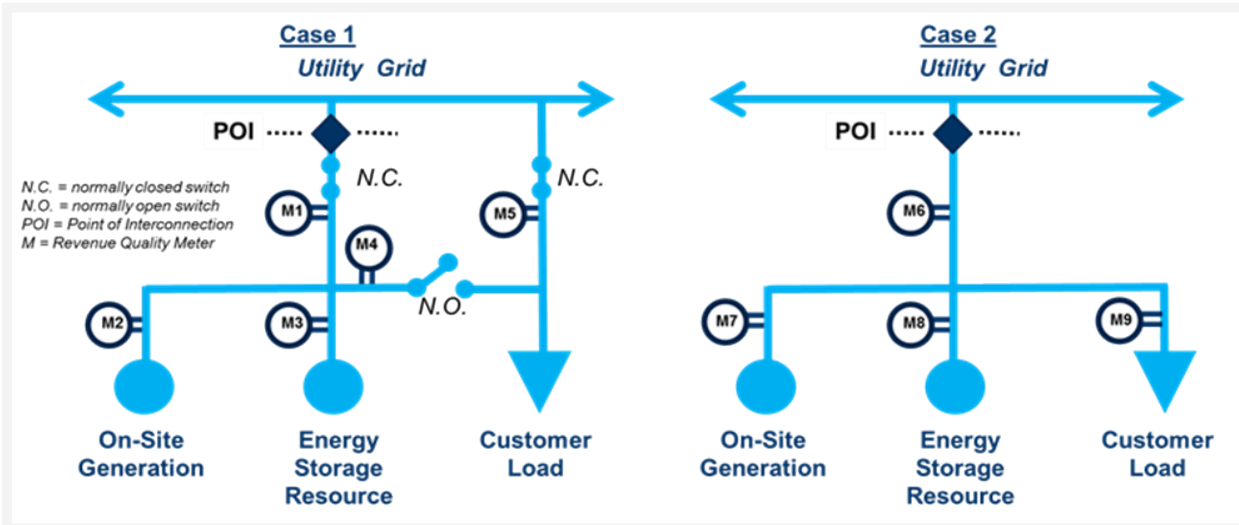 Case 1
Utility Grid
POI
N.C.
N.C.
N.C. = normally closed switch
N.O. = normally open switch
POI = Point of Interconnection
M = Revenue Quality Meter
M1
M5
M4
N.O.
M2
M3
On-Site
Generation
Energy
Storage
Resource
Customer
Load
Case 2
Utility Grid
POI
M6
M7
M8
M9
On-Site
Generation
Energy
Storage
Resource
Customer
Load